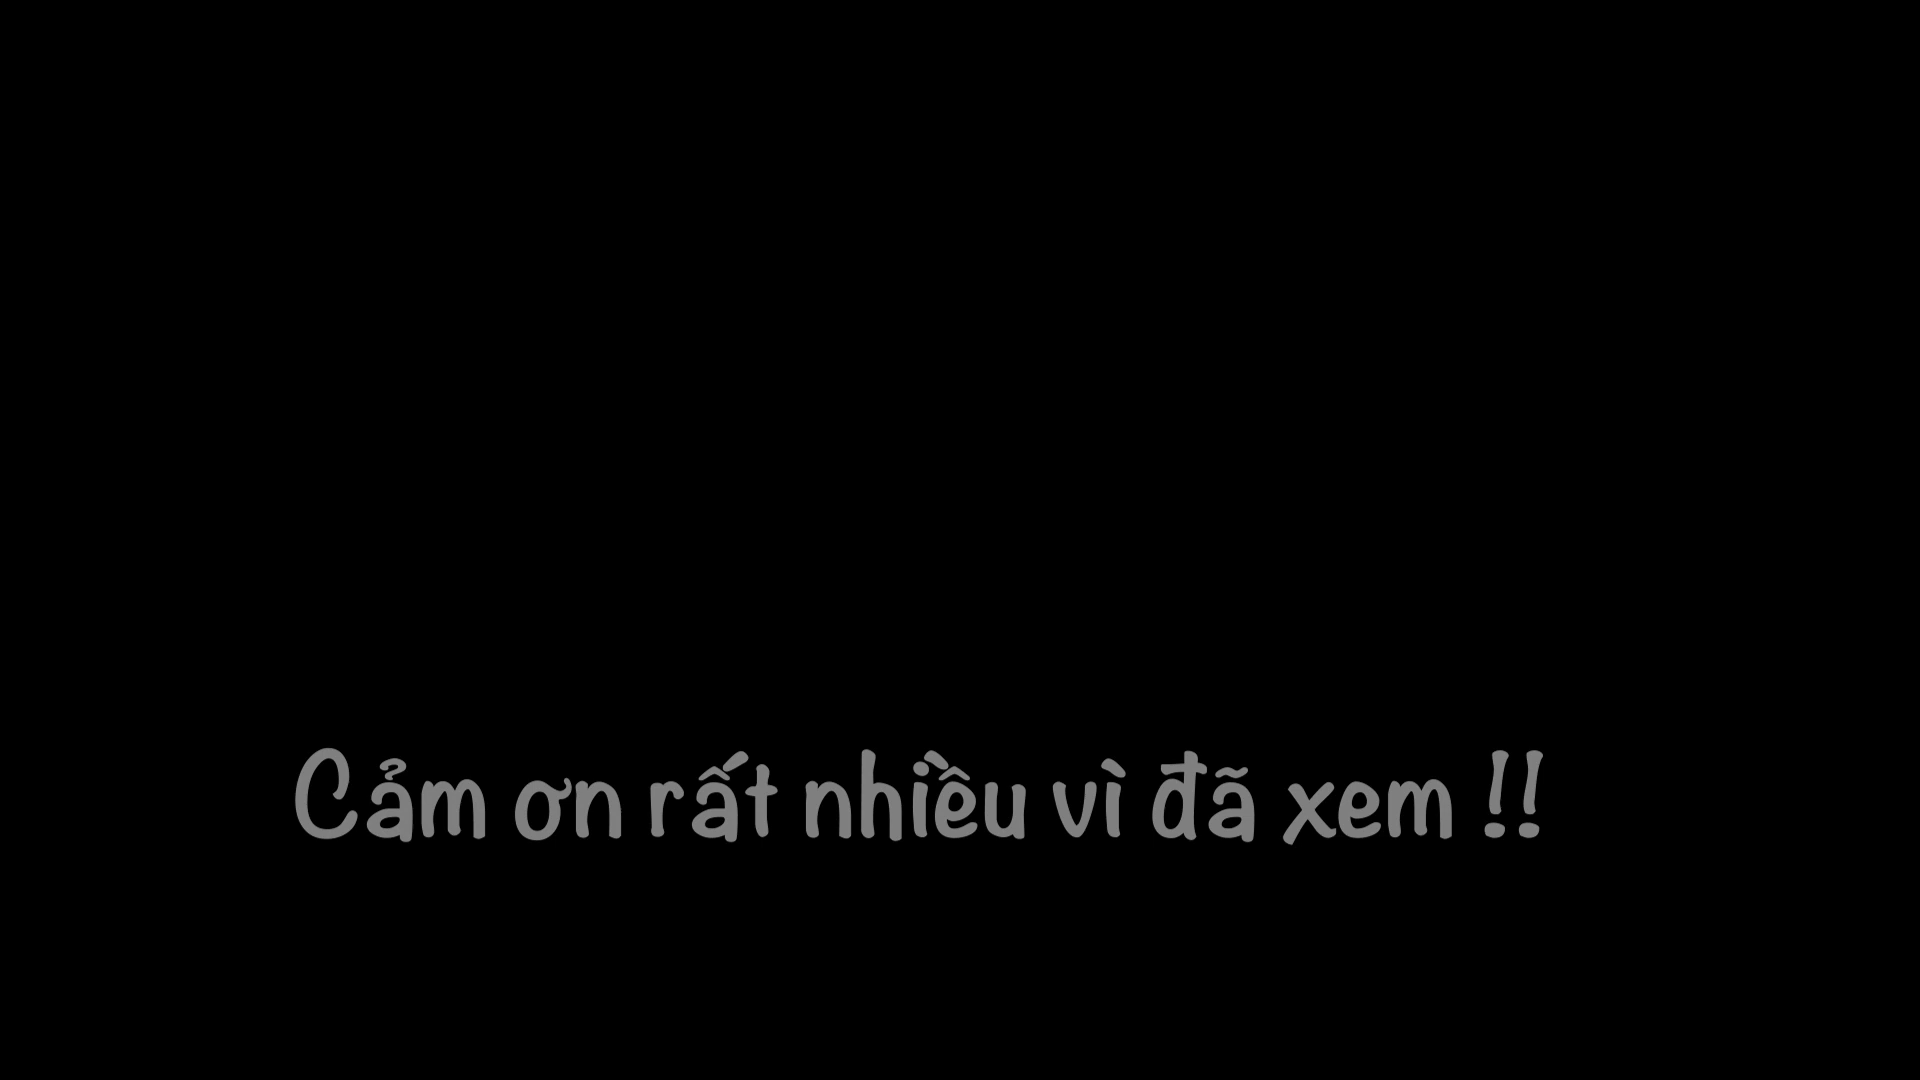 Cảm ơn rất nhiều vì đã xem !!